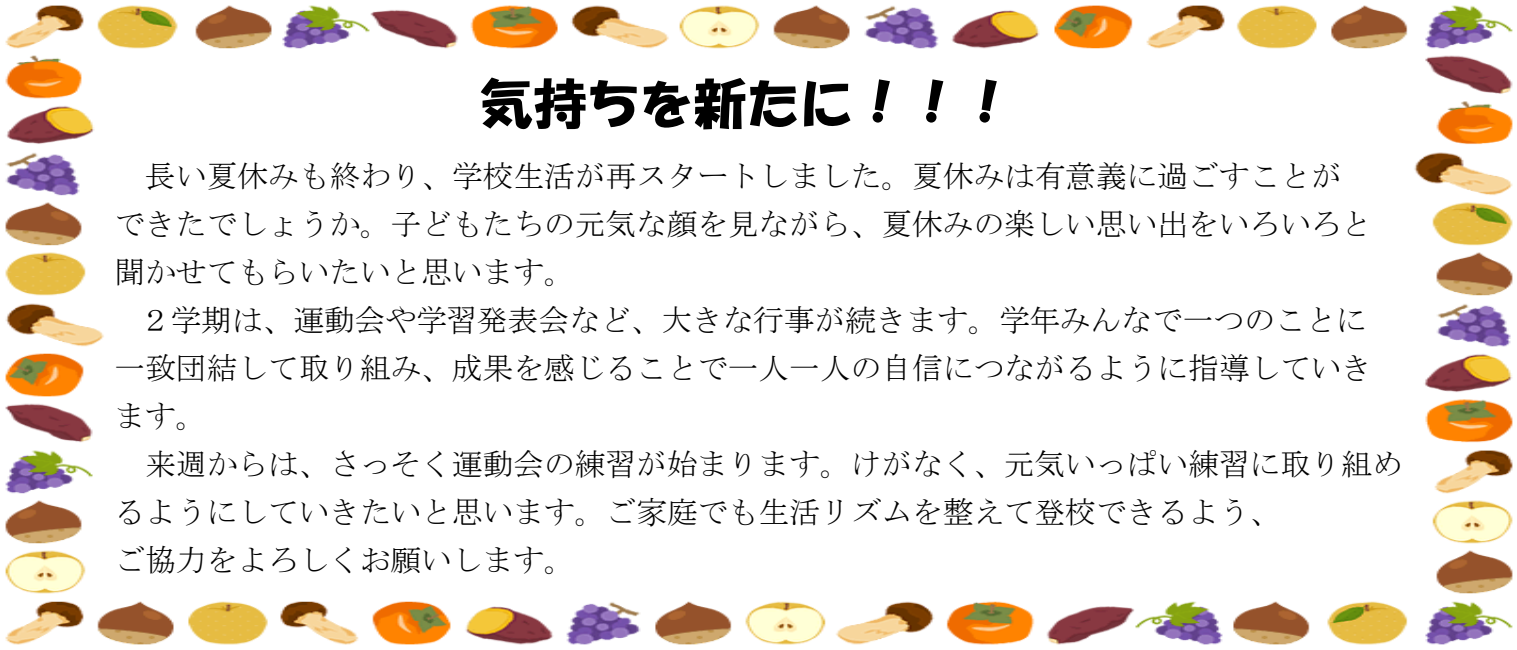 気持ちを新たに！！！
　長い夏休みも終わり、学校生活が再スタートしました。夏休みは有意義に過ごすことが
できたでしょうか。子どもたちの元気な顔を見ながら、夏休みの楽しい思い出をいろいろと
聞かせてもらいたいと思います。
　２学期は、運動会や学習発表会など、大きな行事が続きます。学年みんなで一つのことに
一致団結して取り組み、成果を感じることで一人一人の自信につながるように指導していき
ます。
　来週からは、さっそく運動会の練習が始まります。けがなく、元気いっぱい練習に取り組め
るようにしていきたいと思います。ご家庭でも生活リズムを整えて登校できるよう、
ご協力をよろしくお願いします。